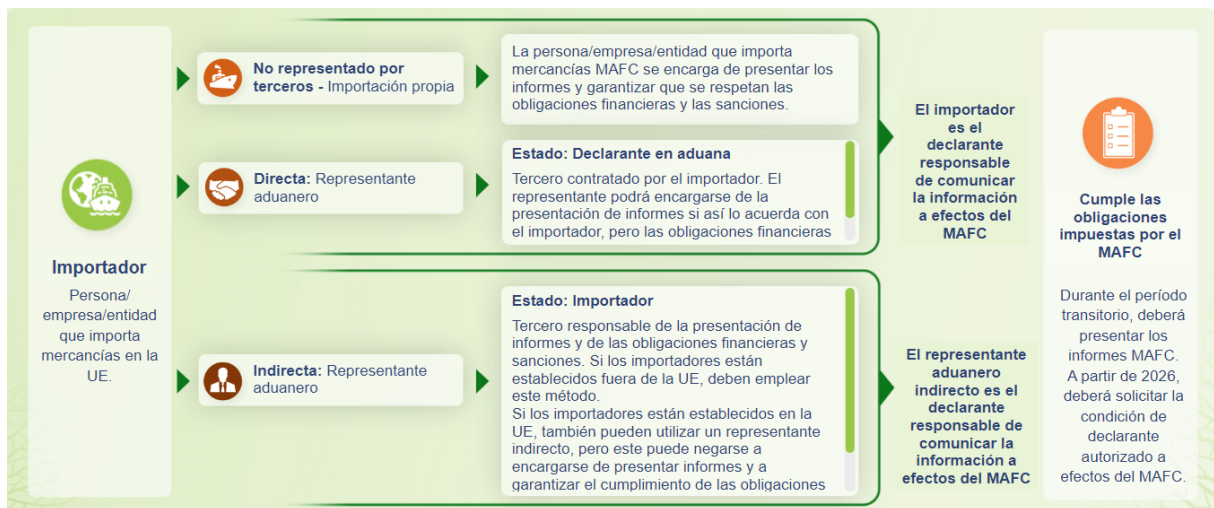 Importador
Persona/
empresa/entidad
que importa
mercancías en la
UE.
No representado por
terceros - Importación propia
La persona/empresa/entidad que importa
mercancías MAFC se encarga de presentar los
informes y garantizar que se respetan las
obligaciones financieras y las sanciones.
Directa: Representante
aduanero
Estado: Declarante en aduana
Tercero contratado por el importador. El
representante podrá encargarse de la
presentación de informes si así lo acuerda con
el importador, pero las obligaciones financieras
El importador
es el
declarante
responsable
de comunicar
la información
a efectos del
MAFC
Indirecta: Representante
aduanero
Estado: Importador
Tercero responsable de la presentación de
informes y de las obligaciones financieras y
sanciones. Si los importadores están
establecidos fuera de la UE, deben emplear
este método.
Si los importadores están establecidos en la
UE, también pueden utilizar un representante
indirecto, pero este puede negarse a
encargarse de presentar informes y a
garantizar el cumplimiento de las obligaciones
El representante
aduanero
indirecto es el
declarante
responsable de
comunicar la
información a
efectos del MAFC
Cumple las
obligaciones
impuestas por el
MAFC
Durante el período
transitorio, deberá
presentar los
informes MAFC.
A partir de 2026,
deberá solicitar la
condición de
declarante
autorizado a
efectos del MAFC.